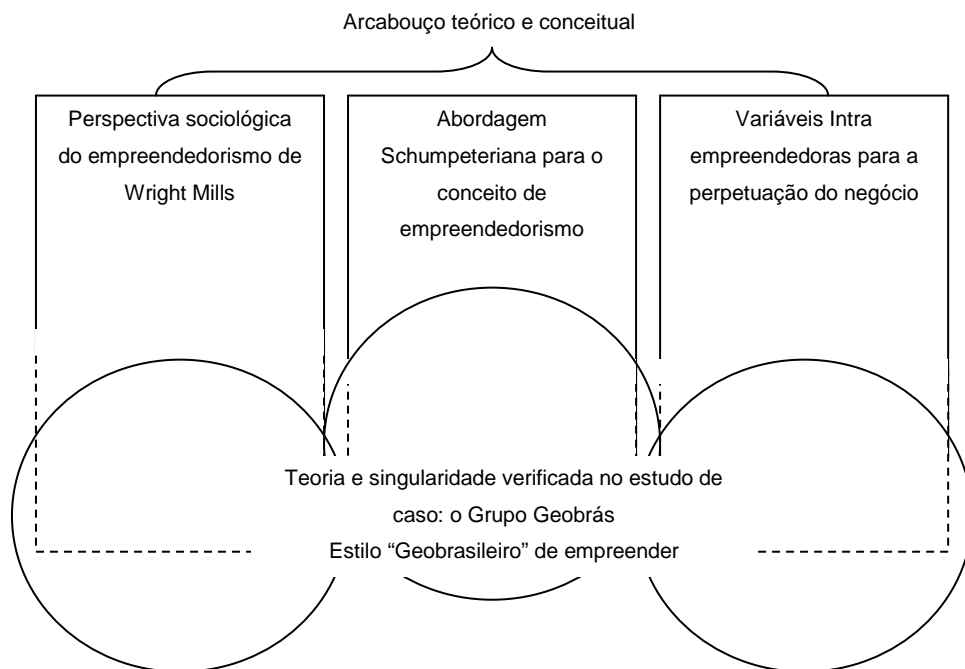 Arcabouço teórico e conceitual
Perspectiva sociológica
do empreendedorismo de
Wright Mills
Abordagem
Schumpeteriana para o
conceito de
empreendedorismo
Variáveis Intra
empreendedoras para a
perpetuação do negócio
Teoria e singularidade verificada no estudo de
caso: o Grupo Geobrás
Estilo “Geobrasileiro” de empreender